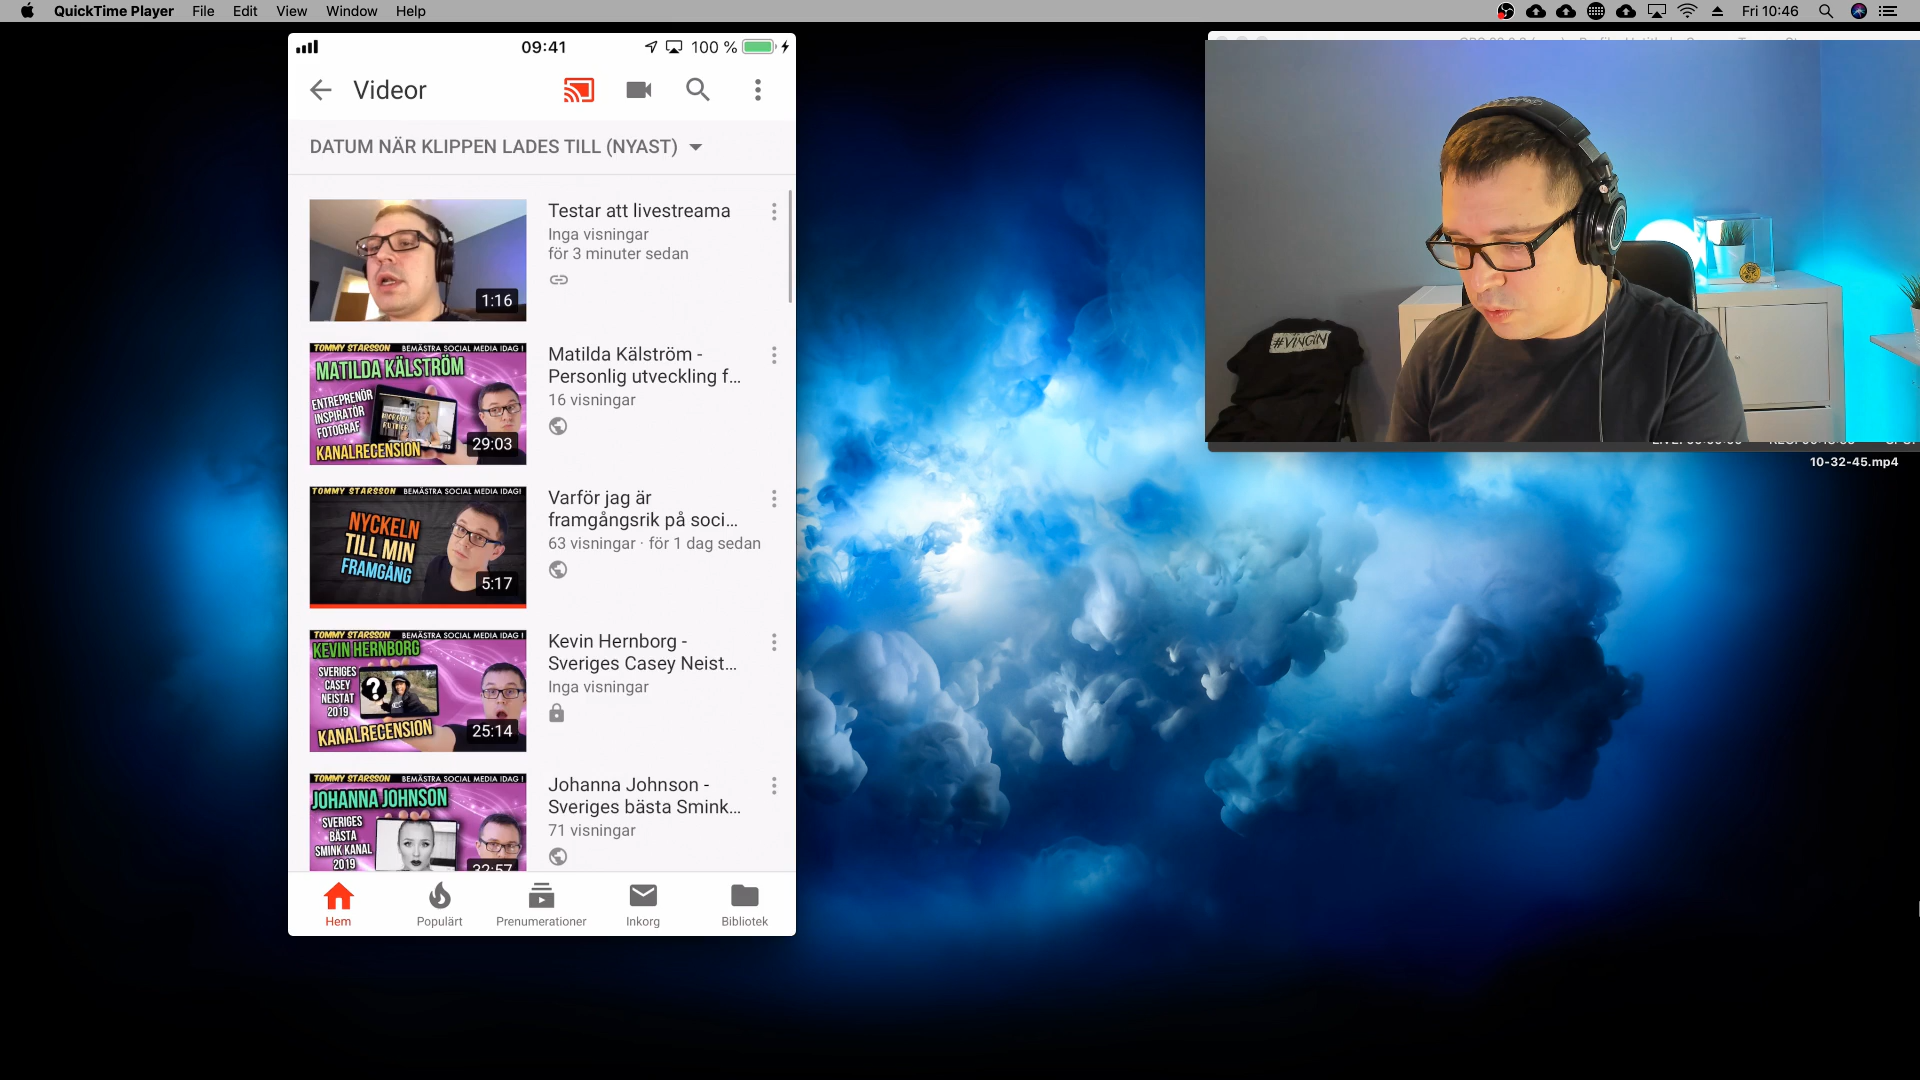 QuickTime Player File Edit View Window Help
Fri 10:46
09:41
100 %
Videor
DATUM NÄR KLIPPEN LADES TILL (NYAST)
1:16
Testar att livestreama
Inga visningar
för 3 minuter sedan
TOMMY STARSSON BEMÄSTRA SOCIAL MEDIA IDAG !
MATILDA KÄLSTRÖM
ENTREPRENÖR
INSPIRATÖR
FOTOGRAF
KANALRECENSION
29:03
Matilda Kälström -
Personlig utveckling f...
16 visningar
TOMMY STARSSON BEMÄSTRA SOCIAL MEDIA IDAG!
NYCKELN
TILL MIN
FRAMGÅNG
5:17
Varför jag är
framgångsrik på soci...
63 visningar · för 1 dag sedan
TOMMY STARSSON BEMÄSTRA SOCIAL MEDIA IDAG !
KEVIN HERNBORG
SVERIGES
CASEY
NEISTAT
2019
?
KANALRECENSION
25:14
Kevin Hernborg -
Sveriges Casey Neist...
Inga visningar
TOMMY STARSSON BEMÄSTRA SOCIAL MEDIA IDAG !
JOHANNA JOHNSON
SVERIGES
BÄSTA
SMINK KANAL
2019
32:57
Johanna Johnson -
Sveriges bästa Smink...
71 visningar
Hem
Populärt
Prenumerationer
Inkorg
Bibliotek
#VINGIN
10-32-45.mp4